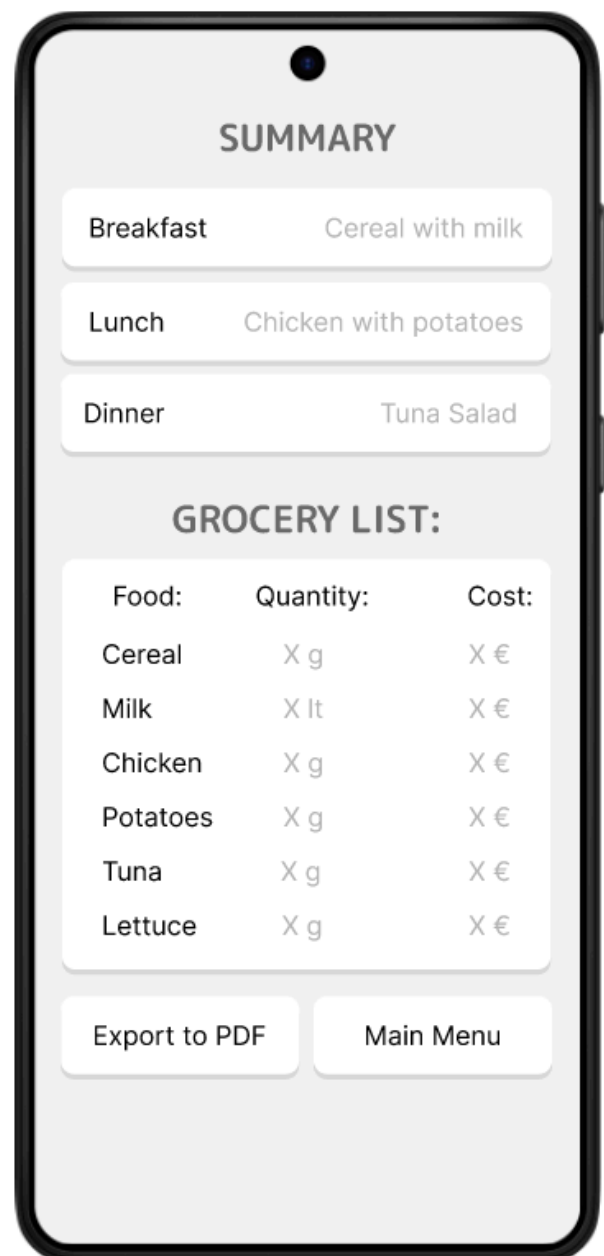 SUMMARY
Breakfast Cereal with milk
Lunch Chicken with potatoes
Dinner Tuna Salad
GROCERY LIST:
Food: Quantity: Cost:
Cereal X g X €
Milk X lt X €
Chicken X g X €
Potatoes X g X €
Tuna X g X €
Lettuce X g X €
Export to PDF Main Menu